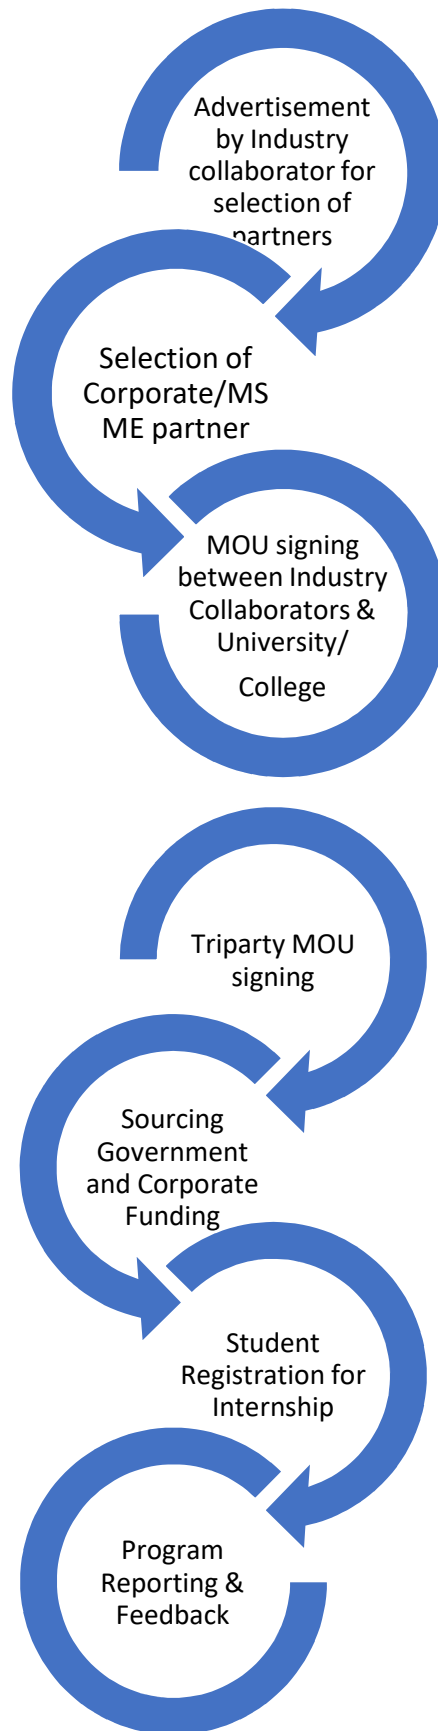 Advertisement
by Industry
collaborator for
selection of
partners
Selection of
Corporate/MS
ME partner
MOU signing
between Industry
Collaborators &
University/
College
Triparty MOU
signing
Sourcing
Government
and Corporate
Funding
Student
Registration for
Internship
Program
Reporting &
Feedback